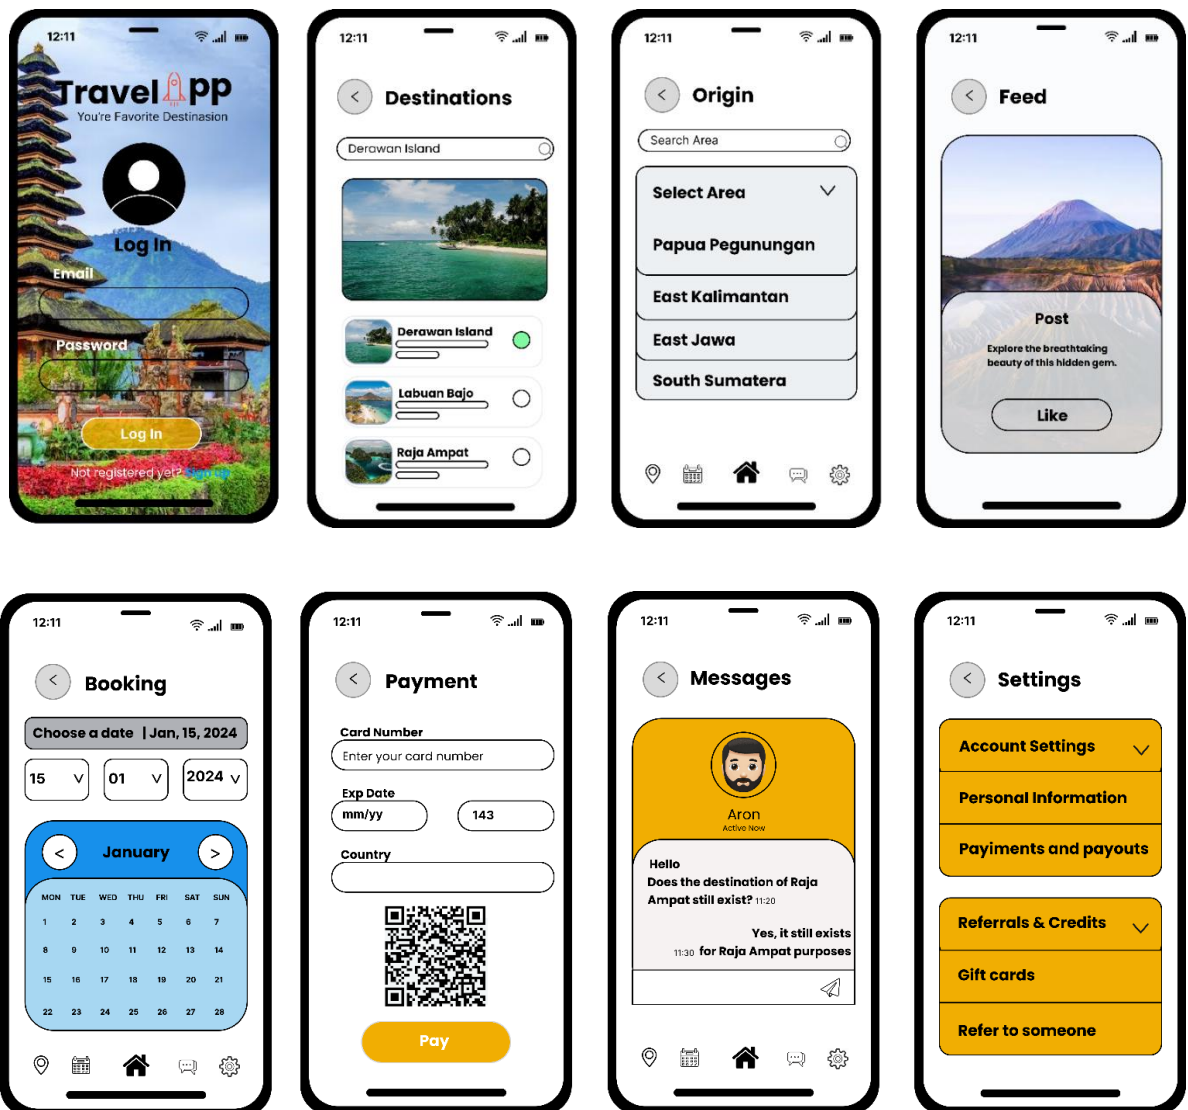 12:11
Travel pp
You're Favorite Destinasion
Log In
Email
Password
Log In
Not registered yet? Sign up
12:11
<
Destinations
Derawan Island
Derawan Island
Labuan Bajo
Raja Ampat
12:11
<
Origin
Search Area
Select Area
Papua Pegunungan
East Kalimantan
East Jawa
South Sumatera
12:11
<
Feed
Post
Explore the breathtaking
beauty of this hidden gem.
Like
12:11
<
Booking
Choose a date | Jan, 15, 2024
15 01 2024
< January >
MON TUE WED THU FRI SAT SUN
1 2 3 4 5 6 7
8 9 10 11 12 13 14
15 16 17 18 19 20 21
22 23 24 25 26 27 28
12:11
<
Payment
Card Number
Enter your card number
Exp Date
mm/yy 143
Country
Pay
12:11
<
Messages
Aron
Active Now
Hello
Does the destination of Raja
Ampat still exist? 11:20
Yes, it still exists
11:30 for Raja Ampat purposes
12:11
<
Settings
Account Settings
Personal Information
Payiments and payouts
Referrals & Credits
Gift cards
Refer to someone